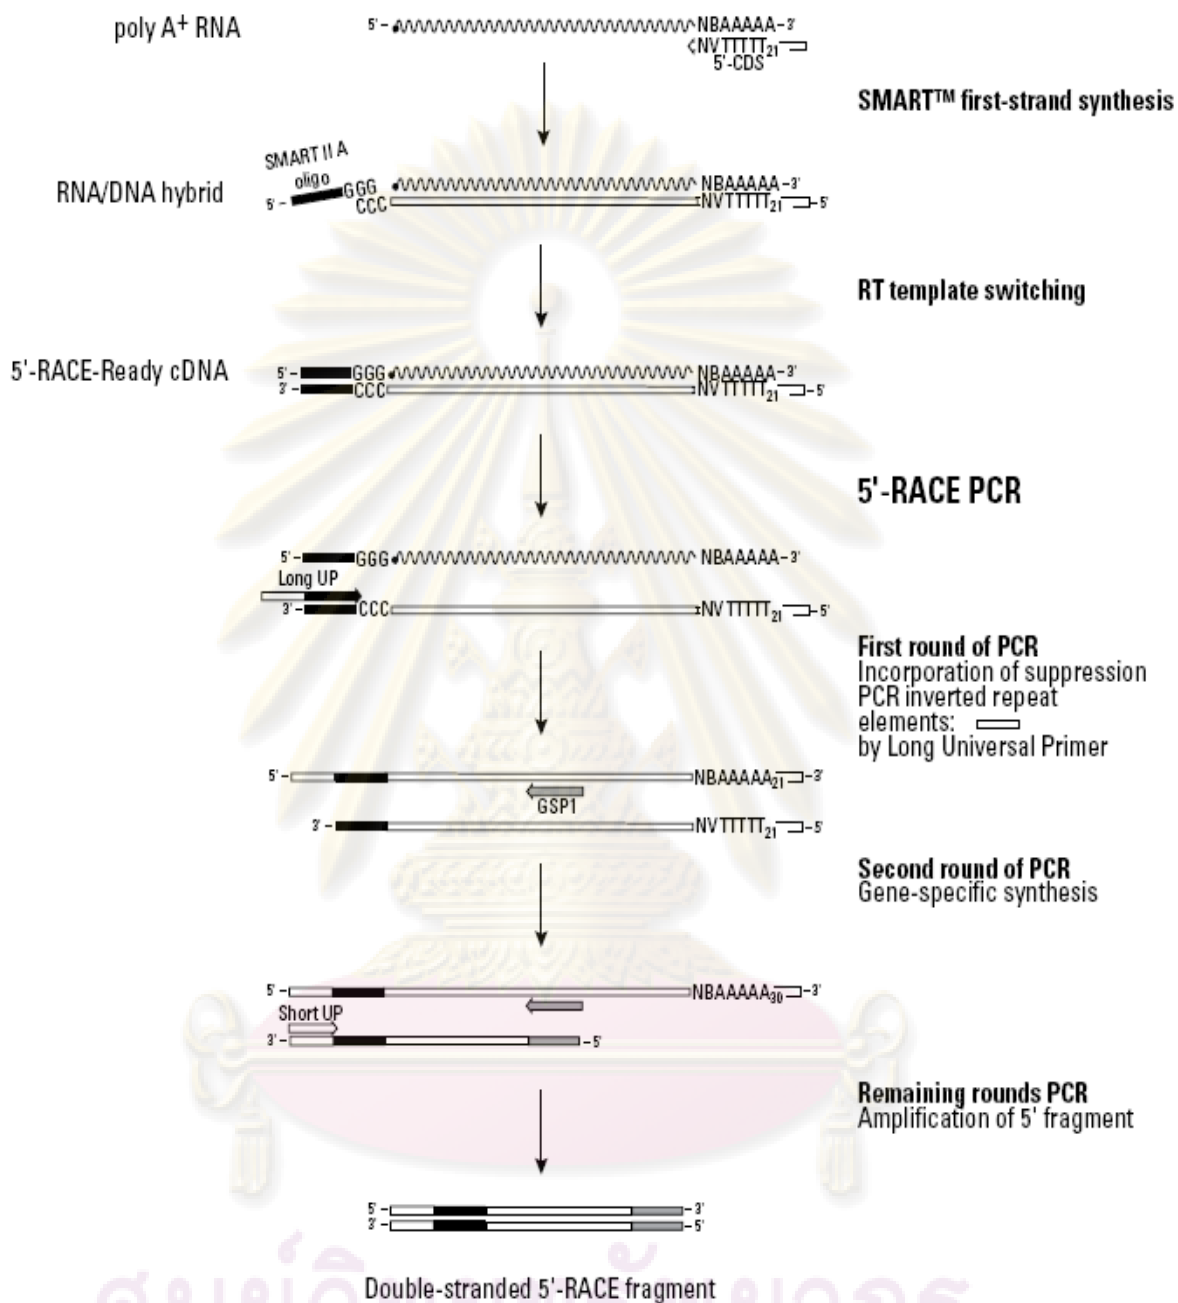 poly A+ RNA
5'- NBAAAAA-3'
NVTTTTT21
5'-CDS
SMART™ first-strand synthesis
SMART II A
oligo
RNA/DNA hybrid
GGG NBAAAAA-3'
5'- CCC NVTTTTT21 -5'
RT template switching
5'-RACE-Ready cDNA
5'- GGG NBAAAAA-3'
3'- CCC NVTTTTT21 -5'
5'-RACE PCR
5'- GGG NBAAAAA-3'
Long UP
3'- CCC NVTTTTT21 -5'
First round of PCR
Incorporation of suppression
PCR inverted repeat
elements:
by Long Universal Primer
5'- NBAAAAA21 -3'
GSP1
3'- NVTTTTT21 -5'
Second round of PCR
Gene-specific synthesis
5'- NBAAAAA30 -3'
Short UP
3'- -5'
Remaining rounds PCR
Amplification of 5' fragment
5'- -3'
3'- -5'
Double-stranded 5'-RACE fragment